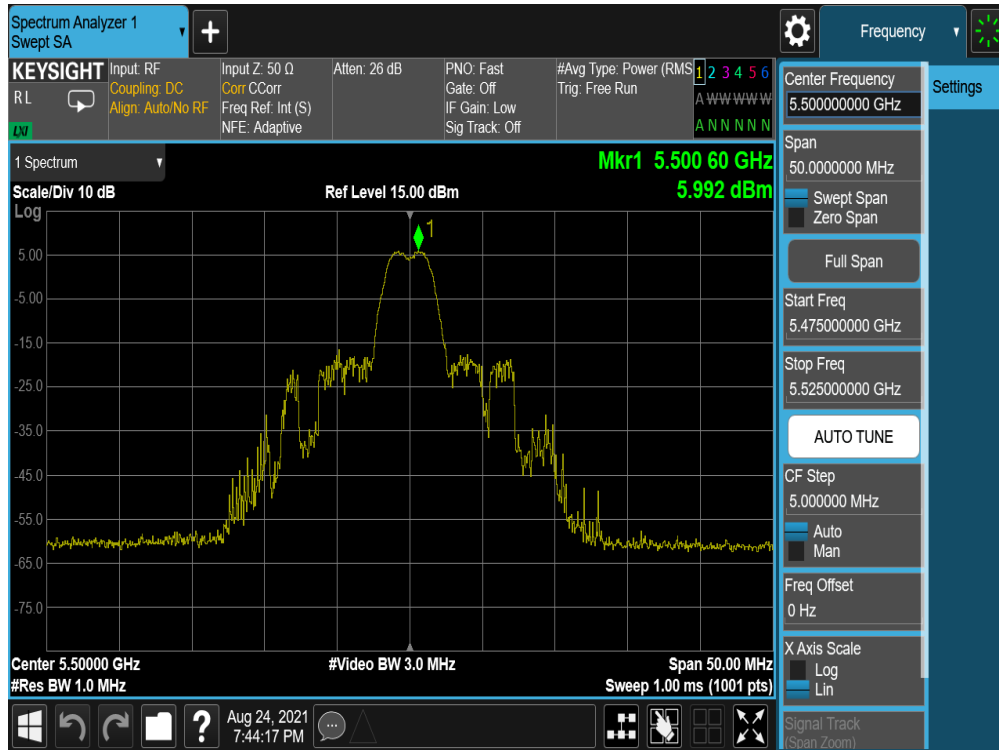 Spectrum Analyzer 1
Swept SA
+
Frequency
KEYSIGHT
RL
LXI
Input: RF
Coupling: DC
Align: Auto/No RF
Input Z: 50 Ω
Corr CCorr
Freq Ref: Int (S)
NFE: Adaptive
Atten: 26 dB
PNO: Fast
Gate: Off
IF Gain: Low
Sig Track: Off
#Avg Type: Power (RMS
Trig: Free Run
1 2 3 4 5 6
A W W W W W
A N N N N N
1 Spectrum
Scale/Div 10 dB
Log
Ref Level 15.00 dBm
Mkr1 5.500 60 GHz
5.992 dBm
1
5.00
-5.00
-15.0
-25.0
-35.0
-45.0
-55.0
-65.0
-75.0
Center 5.50000 GHz
#Res BW 1.0 MHz
#Video BW 3.0 MHz
Span 50.00 MHz
Sweep 1.00 ms (1001 pts)
Center Frequency
5.500000000 GHz
Settings
Span
50.0000000 MHz
Swept Span
Zero Span
Full Span
Start Freq
5.475000000 GHz
Stop Freq
5.525000000 GHz
AUTO TUNE
CF Step
5.000000 MHz
Auto
Man
Freq Offset
0 Hz
X Axis Scale
Log
Lin
Signal Track
(Span Zoom)
?
Aug 24, 2021
7:44:17 PM